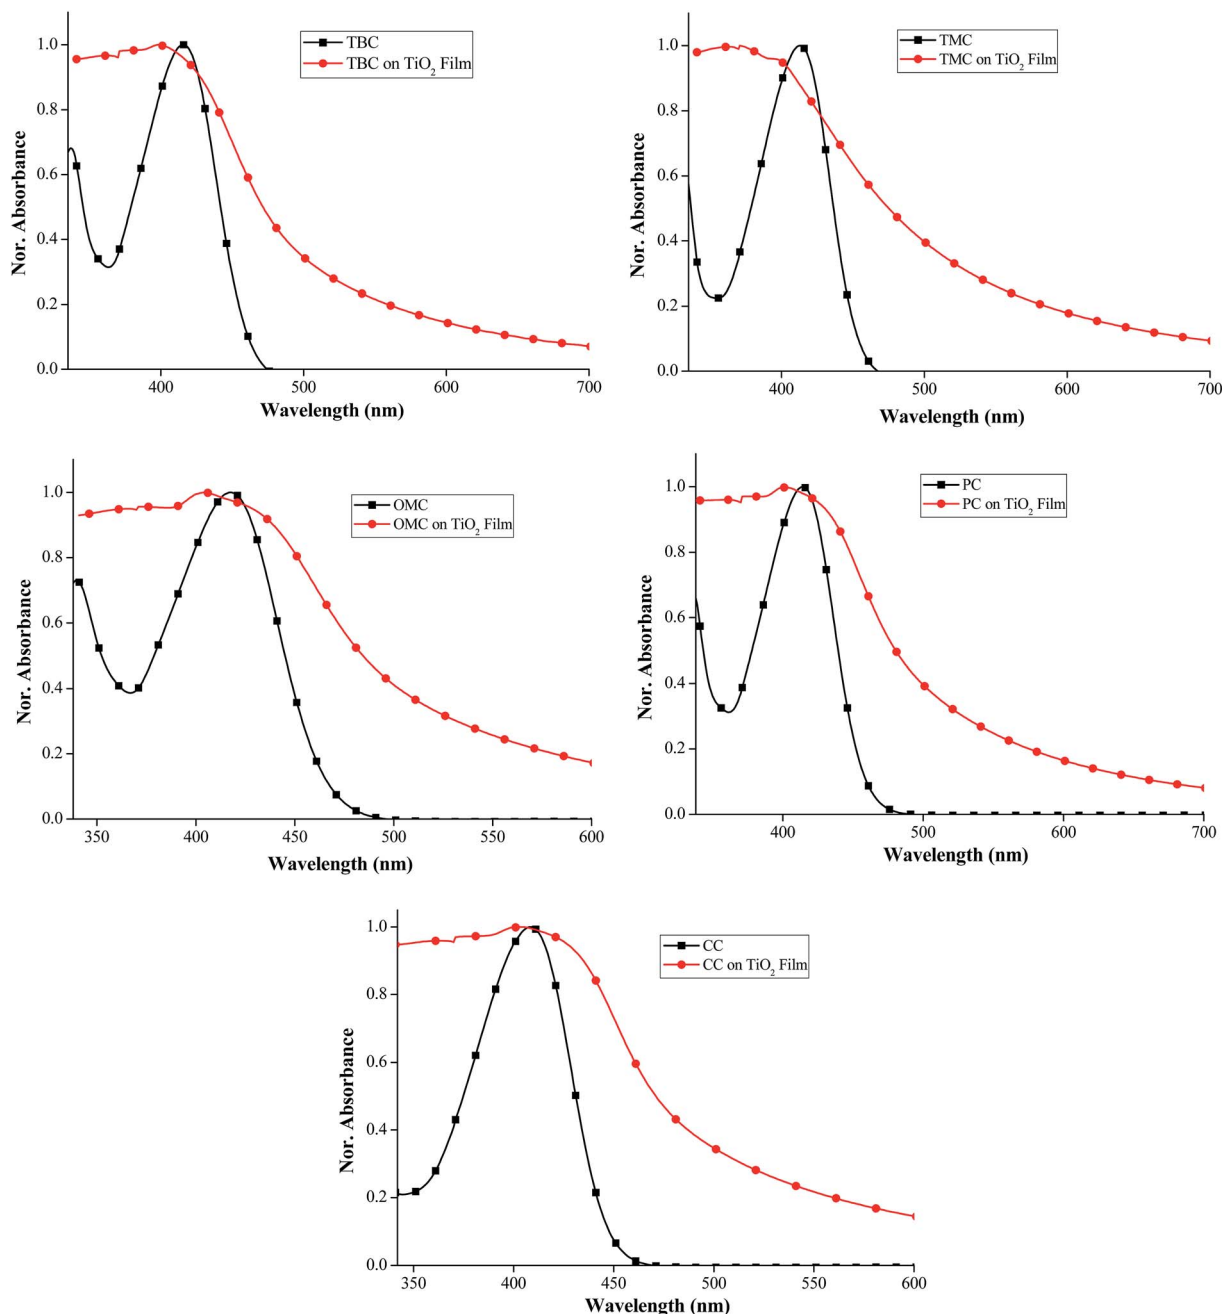 TBC
TBC on TiO₂ Film
1.0
0.8
0.6
0.4
0.2
0.0
Nor. Absorbance
400
500
600
700
Wavelength (nm)
TMC
TMC on TiO₂ Film
1.0
0.8
0.6
0.4
0.2
0.0
Nor. Absorbance
400
500
600
700
Wavelength (nm)
OMC
OMC on TiO₂ Film
1.0
0.8
0.6
0.4
0.2
0.0
Nor. Absorbance
350
400
450
500
550
600
Wavelength (nm)
PC
PC on TiO₂ Film
1.0
0.8
0.6
0.4
0.2
0.0
Nor. Absorbance
400
500
600
700
Wavelength (nm)
CC
CC on TiO₂ Film
1.0
0.8
0.6
0.4
0.2
0.0
Nor. Absorbance
350
400
450
500
550
600
Wavelength (nm)